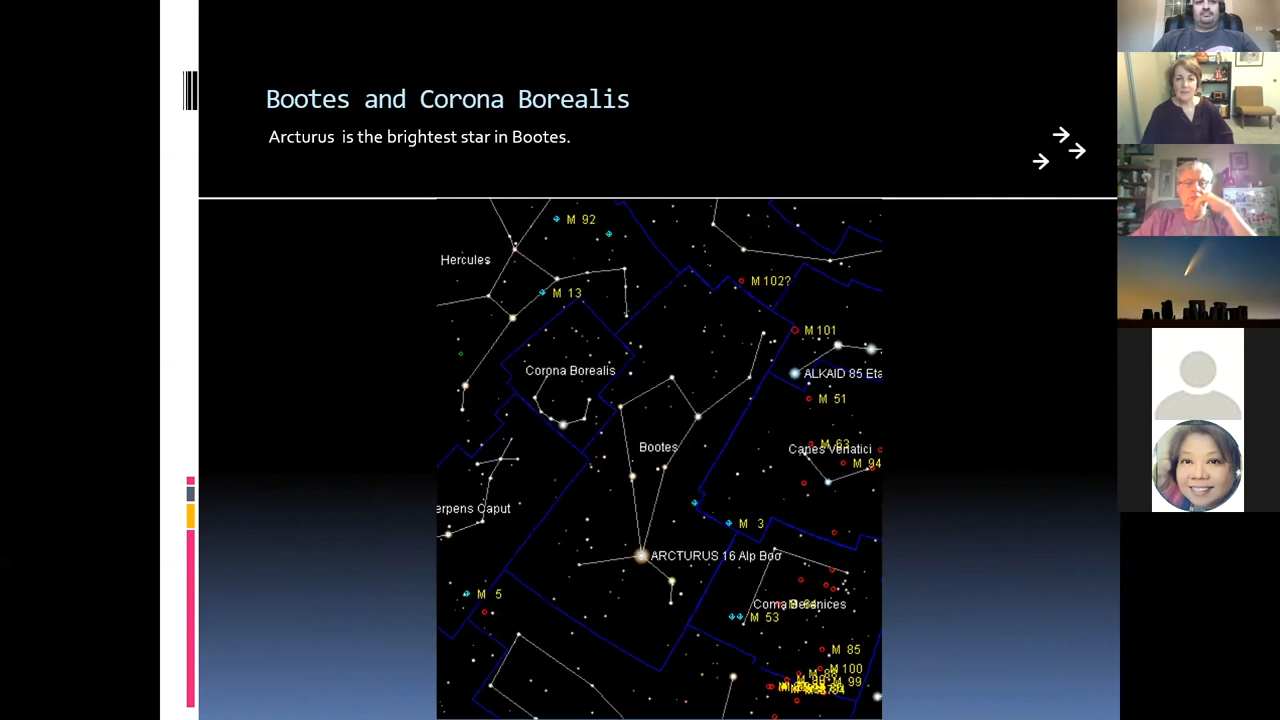 Bootes and Corona Borealis
Arcturus is the brightest star in Bootes.
M 92
Hercules
M 102?
M 13
M 101
Corona Borealis
ALKAID 85 Eta
M 51
M 63
Bootes
Canes Venatici
M 94
erpens Caput
M 3
ARCTURUS 16 Alp Boo
M 5
Coma Berenices
M 53
M 85
M 100
M 99